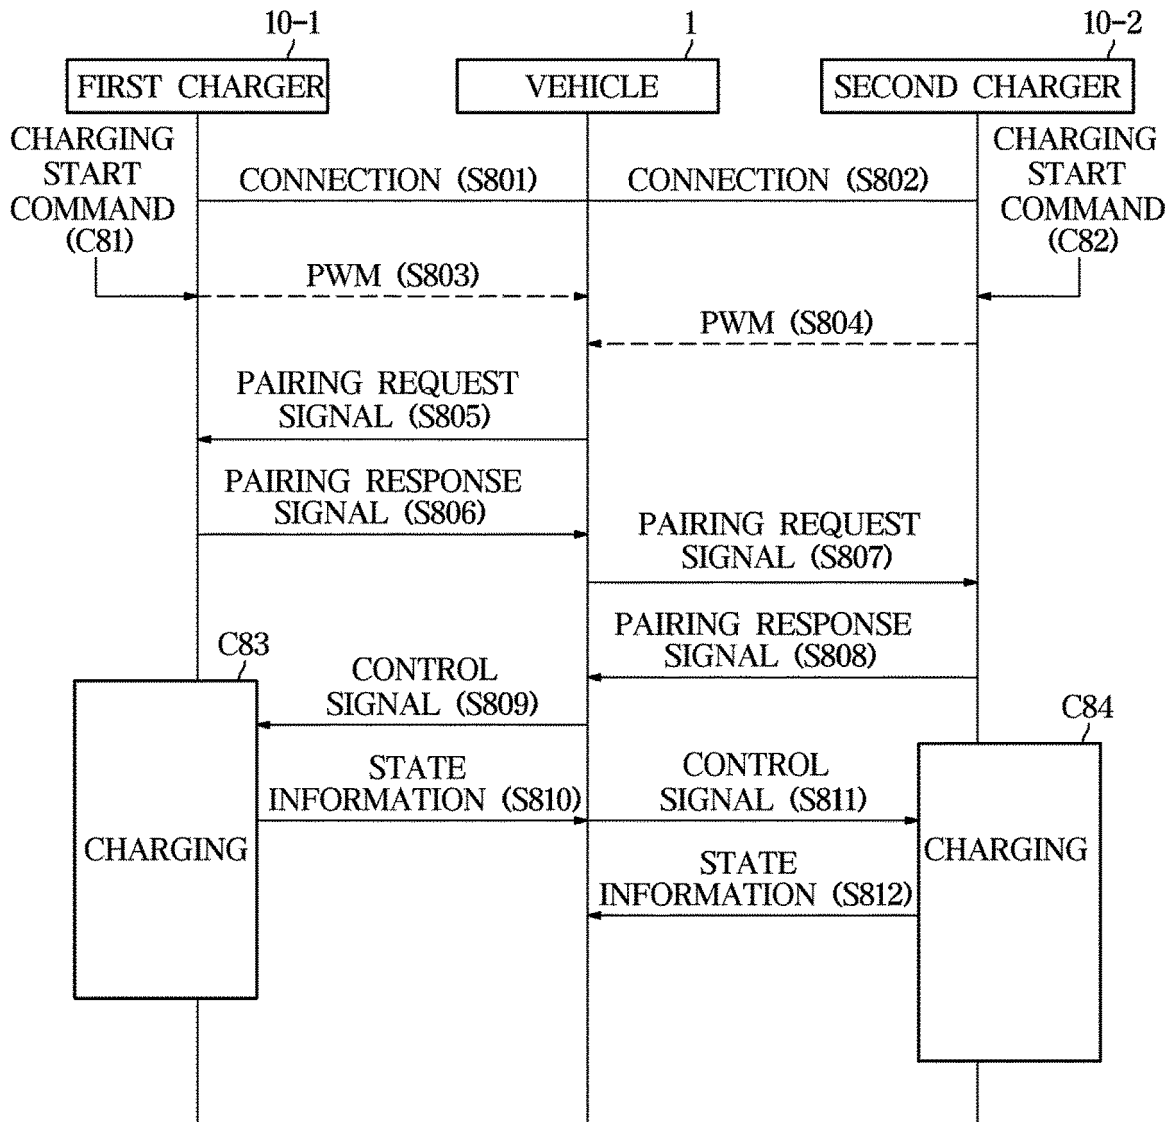 10-1
1
10-2
FIRST CHARGER
VEHICLE
SECOND CHARGER
CHARGING
START
COMMAND
(C81)
CHARGING
START
COMMAND
(C82)
CONNECTION (S801)
CONNECTION (S802)
PWM (S803)
PWM (S804)
PAIRING REQUEST
SIGNAL (S805)
PAIRING RESPONSE
SIGNAL (S806)
PAIRING REQUEST
SIGNAL (S807)
PAIRING RESPONSE
SIGNAL (S808)
C83
CONTROL
SIGNAL (S809)
C84
STATE
INFORMATION (S810)
CONTROL
SIGNAL (S811)
CHARGING
CHARGING
STATE
INFORMATION (S812)